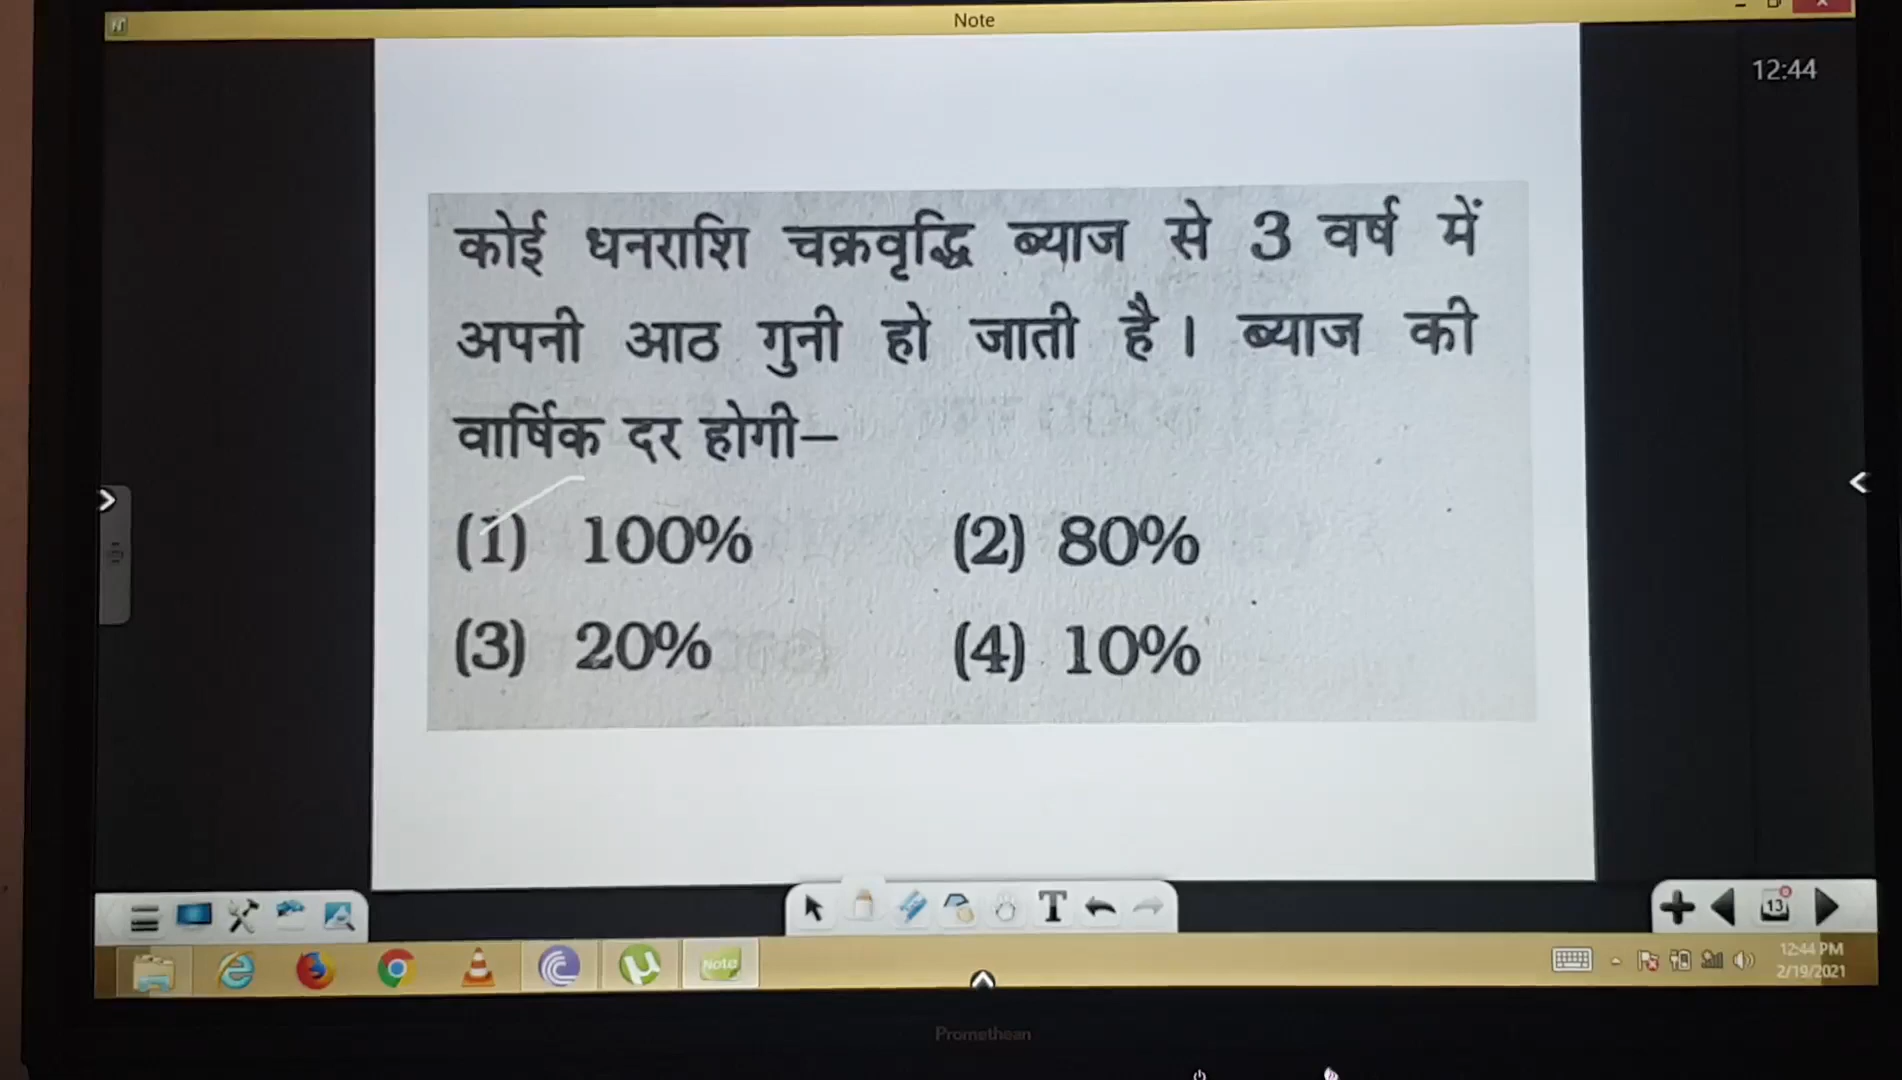 Note
12:44
कोई धनराशि चक्रवृद्धि ब्याज से 3 वर्ष में
अपनी आठ गुनी हो जाती है। ब्याज की
वार्षिक दर होगी–
(1) 100% (2) 80%
(3) 20% (4) 10%
T
13
Note
12:44 PM
2/19/2021
Promethean